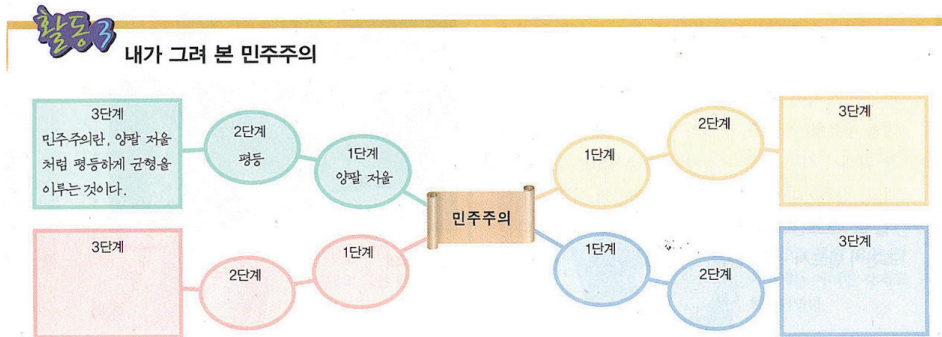 활동3
내가 그려 본 민주주의
3단계
민주주의란, 양팔 저울
처럼 평등하게 균형을
이루는 것이다.
2단계
평등
1단계
양팔 저울
민주주의
1단계
2단계
3단계
3단계
2단계
1단계
1단계
2단계
3단계